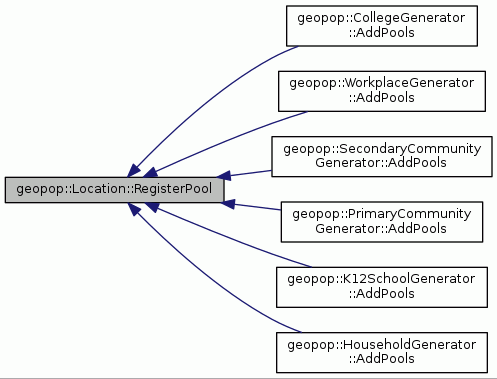 geopop::CollegeGenerator
::AddPools
geopop::WorkplaceGenerator
::AddPools
geopop::SecondaryCommunity
Generator::AddPools
geopop::Location::RegisterPool
geopop::PrimaryCommunity
Generator::AddPools
geopop::K12SchoolGenerator
::AddPools
geopop::HouseholdGenerator
::AddPools